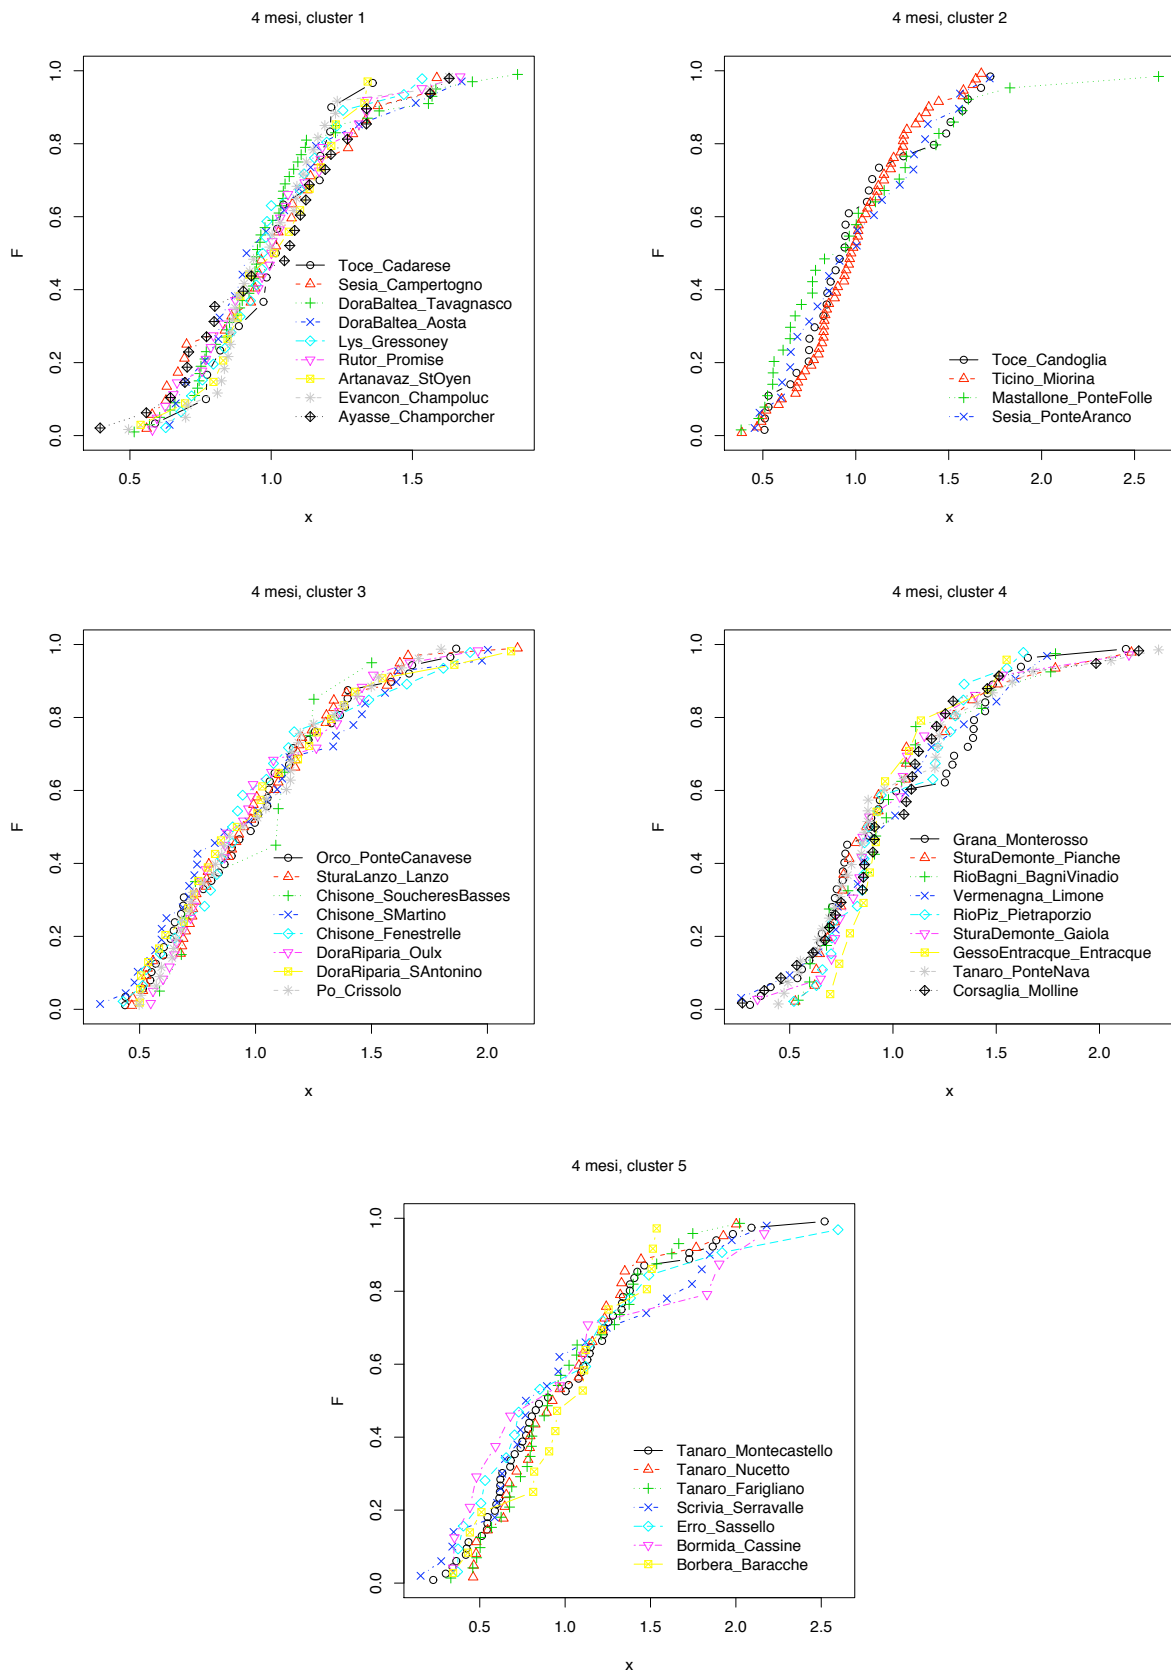 4 mesi, cluster 1
1.0
0.8
0.6
0.4
0.2
0.0
F
0.5 1.0 1.5
x
Toce_Cadarese
Sesia_Campertogno
DoraBaltea_Tavagnasco
DoraBaltea_Aosta
Lys_Gressoney
Rutor_Promise
Artanavaz_StOyen
Evancon_Champoluc
Ayasse_Champorcher
4 mesi, cluster 2
1.0
0.8
0.6
0.4
0.2
0.0
F
0.5 1.0 1.5 2.0 2.5
x
Toce_Candoglia
Ticino_Miorina
Mastallone_PonteFolle
Sesia_PonteAranco
4 mesi, cluster 3
1.0
0.8
0.6
0.4
0.2
0.0
F
0.5 1.0 1.5 2.0
x
Orco_PonteCanavese
SturaLanzo_Lanzo
Chisone_SoucheresBasses
Chisone_SMartino
Chisone_Fenestrelle
DoraRiparia_Oulx
DoraRiparia_SAntonino
Po_Crissolo
4 mesi, cluster 4
1.0
0.8
0.6
0.4
0.2
0.0
F
0.5 1.0 1.5 2.0
x
Grana_Monterosso
SturaDemonte_Pianche
RioBagni_BagniVinadio
Vermenagna_Limone
RioPiz_Pietraporzio
SturaDemonte_Gaiola
GessoEntracque_Entracque
Tanaro_PonteNava
Corsaglia_Molline
4 mesi, cluster 5
1.0
0.8
0.6
0.4
0.2
0.0
F
0.5 1.0 1.5 2.0 2.5
x
Tanaro_Montecastello
Tanaro_Nucetto
Tanaro_Farigliano
Scrivia_Serravalle
Erro_Sassello
Bormida_Cassine
Borbera_Baracche